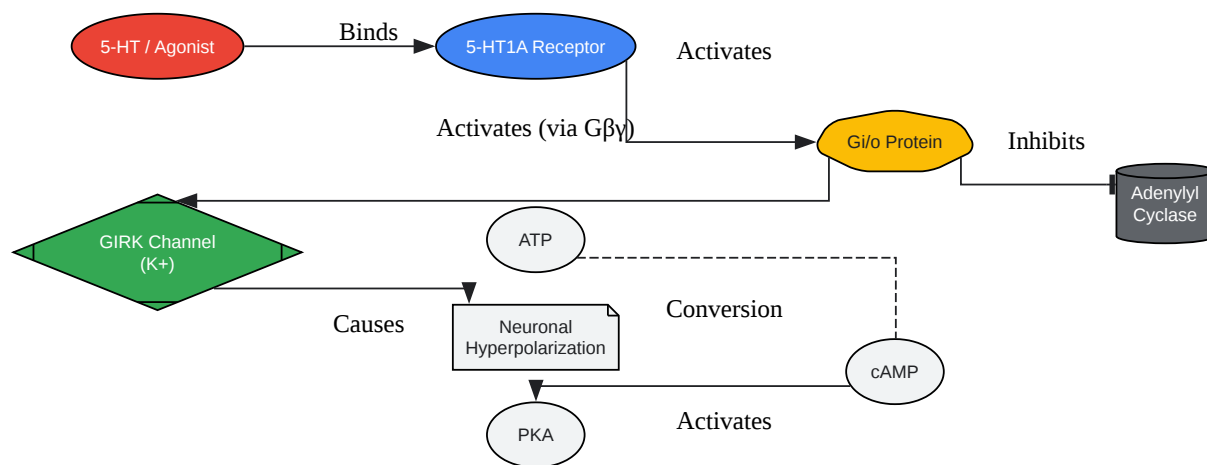 5-HT / Agonist
Binds
5-HT1A Receptor
Activates
Activates (via Gβγ)
Gi/o Protein
Inhibits
Adenylyl
Cyclase
GIRK Channel
(K+)
ATP
Causes
Neuronal
Hyperpolarization
Conversion
cAMP
Activates
PKA